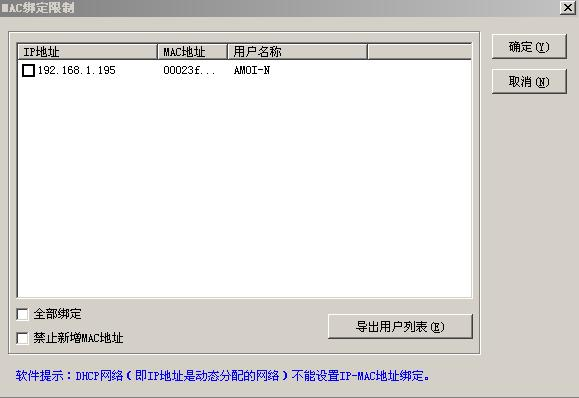 MAC绑定限制
IP地址 MAC地址 用户名称
192.168.1.195 00023f... AMOI-N
确定(Y)
取消(N)
全部绑定
禁止新增MAC地址
导出用户列表(E)
软件提示：DHCP网络(即IP地址是动态分配的网络)不能设置IP-MAC地址绑定。